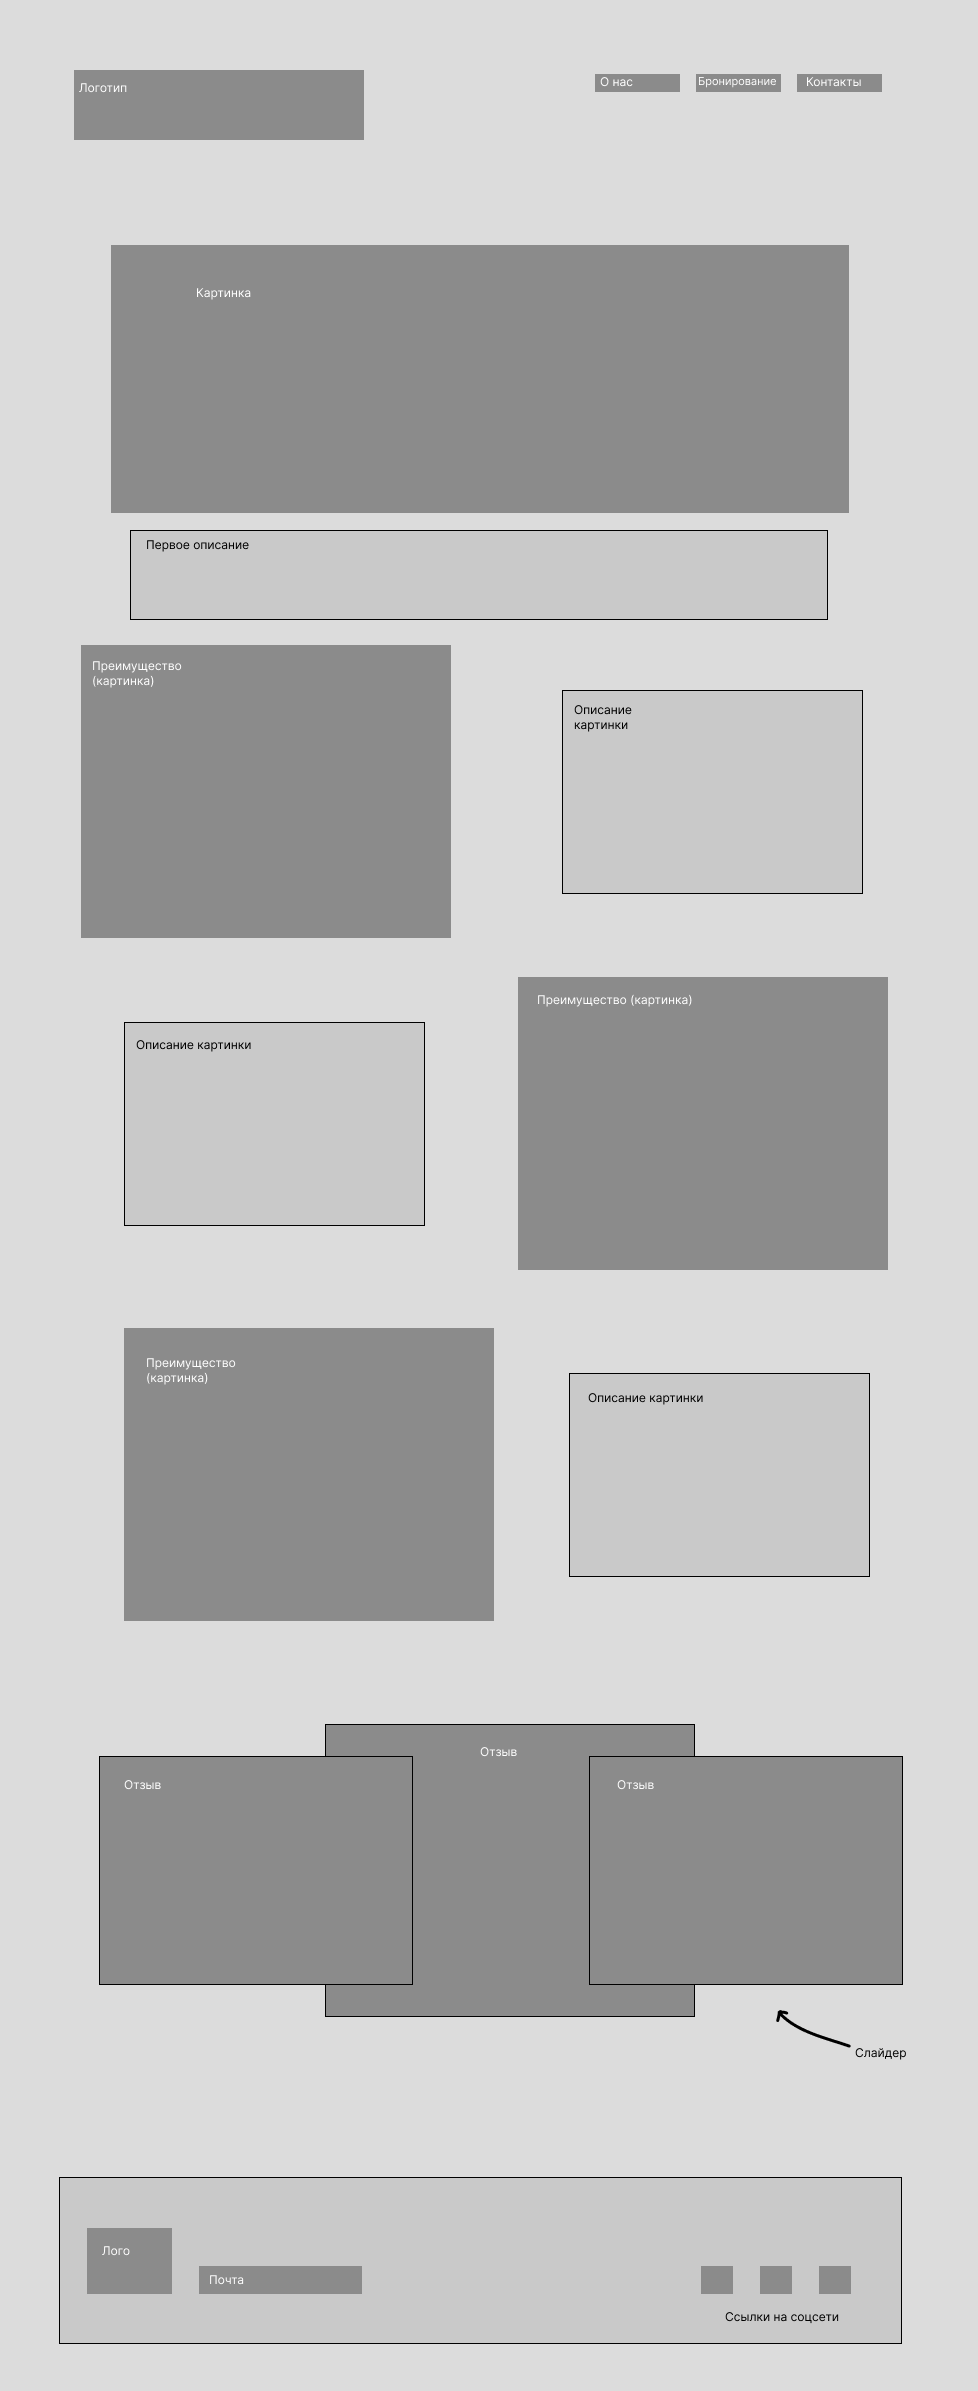 Логотип
О нас
Бронирование
Контакты
Картинка
Первое описание
Преимущество
(картинка)
Описание
картинки
Преимущество (картинка)
Описание картинки
Преимущество
(картинка)
Описание картинки
Отзыв
Отзыв
Отзыв
Слайдер
Лого
Почта
Ссылки на соцсети